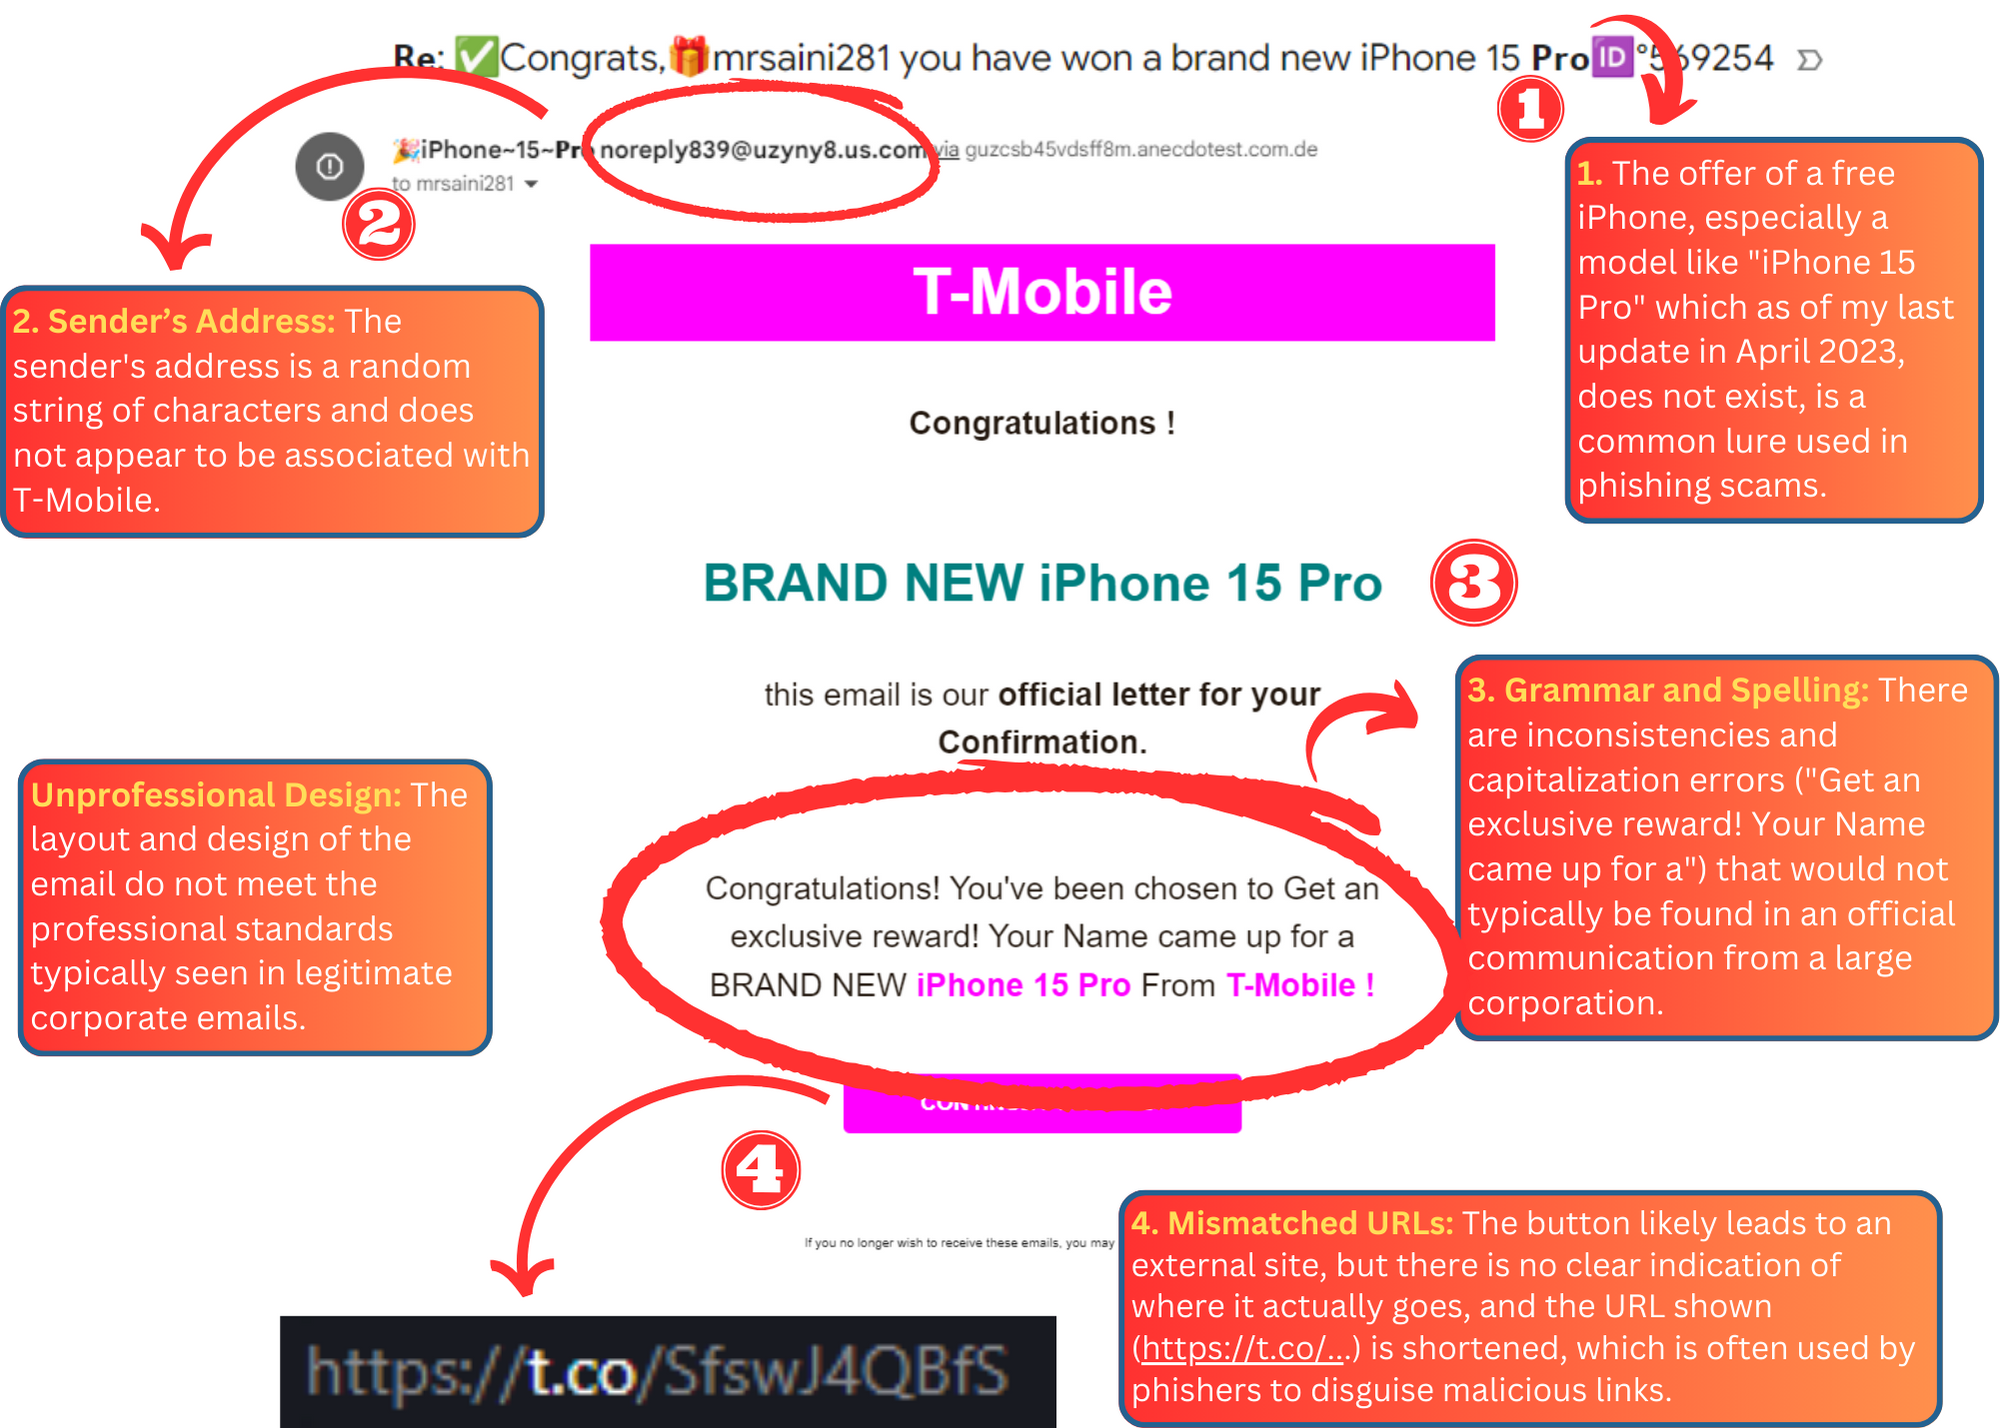 Re: ✅Congrats,🎁mrsaini281 you have won a brand new iPhone 15 Pro🆔°569254
1
🎉iPhone~15~Pro noreply839@uzyny8.us.com via guzcsb45vdsff8m.anecdotest.com.de
to mrsaini281
2
1. The offer of a free
iPhone, especially a
model like "iPhone 15
Pro" which as of my last
update in April 2023,
does not exist, is a
common lure used in
phishing scams.
T-Mobile
2. Sender’s Address: The
sender's address is a random
string of characters and does
not appear to be associated with
T-Mobile.
Congratulations !
BRAND NEW iPhone 15 Pro
3
this email is our official letter for your
Confirmation.
3. Grammar and Spelling: There
are inconsistencies and
capitalization errors ("Get an
exclusive reward! Your Name
came up for a") that would not
typically be found in an official
communication from a large
corporation.
Unprofessional Design: The
layout and design of the
email do not meet the
professional standards
typically seen in legitimate
corporate emails.
Congratulations! You've been chosen to Get an
exclusive reward! Your Name came up for a
BRAND NEW iPhone 15 Pro From T-Mobile !
4
If you no longer wish to receive these emails, you may
4. Mismatched URLs: The button likely leads to an
external site, but there is no clear indication of
where it actually goes, and the URL shown
(https://t.co/...) is shortened, which is often used by
phishers to disguise malicious links.
https://t.co/SfswJ4QBfS